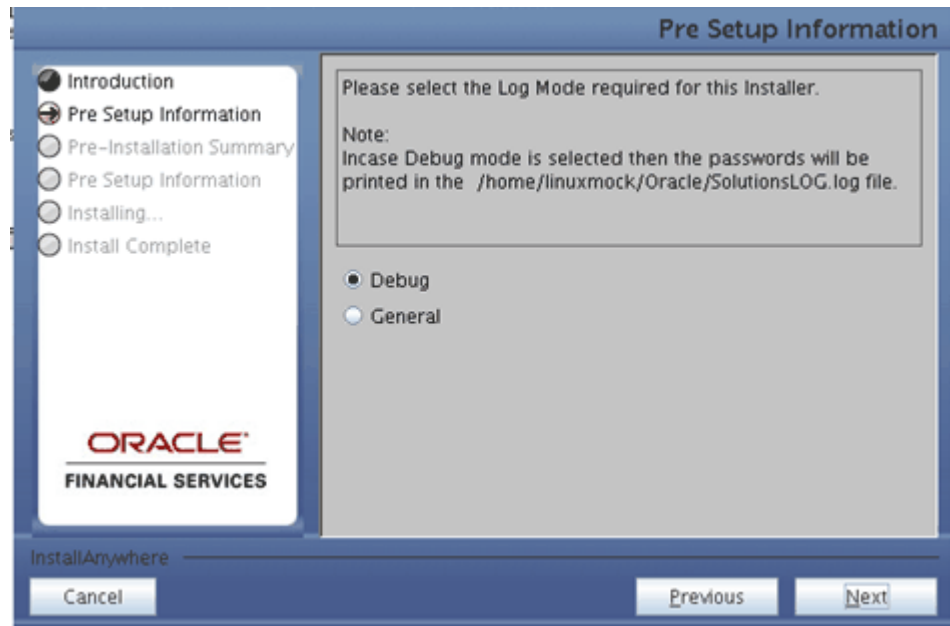 Pre Setup Information
Introduction
Pre Setup Information
Pre-Installation Summary
Pre Setup Information
Installing...
Install Complete
ORACLE
FINANCIAL SERVICES
Please select the Log Mode required for this Installer.
Note:
Incase Debug mode is selected then the passwords will be
printed in the /home/linuxmock/Oracle/SolutionsLOG.log file.
Debug
General
InstallAnywhere
Cancel
Previous
Next